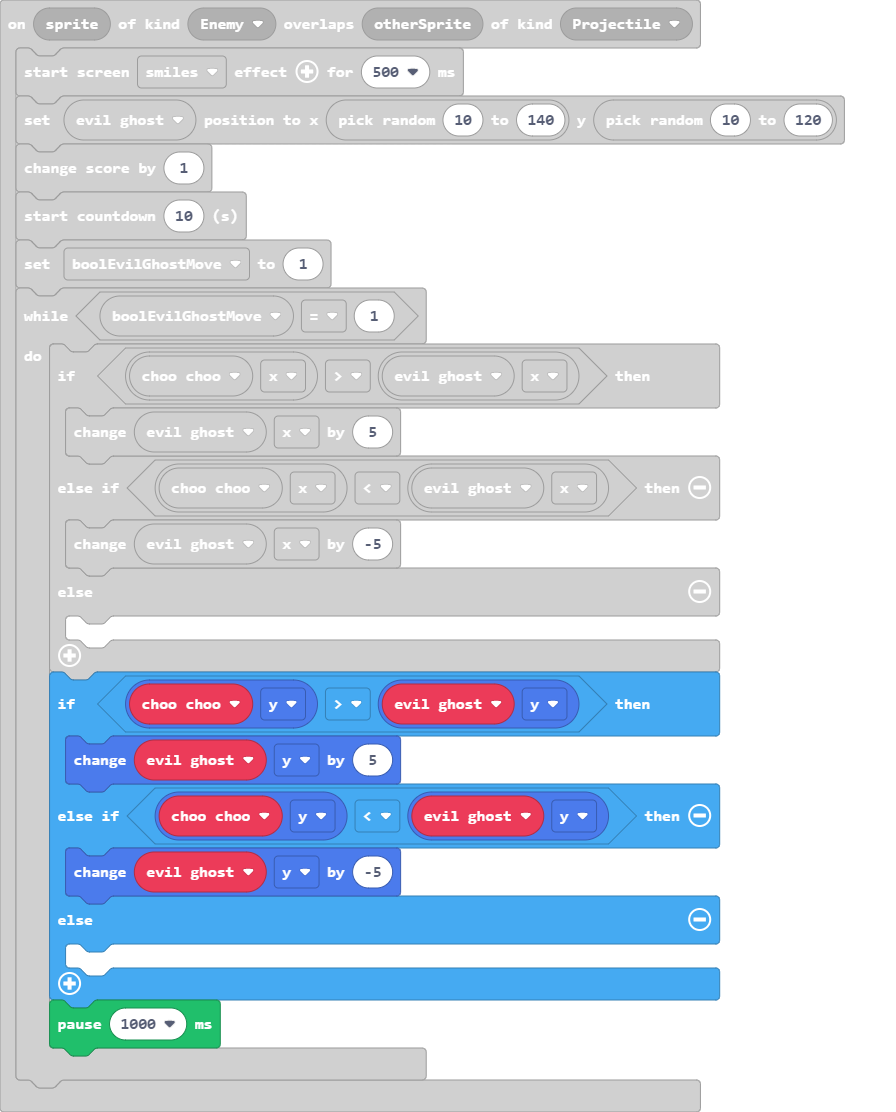 on sprite of kind Enemy overlaps otherSprite of kind Projectile
start screen smiles effect for 500 ms
set evil ghost position to x pick random 10 to 140 y pick random 10 to 120
change score by 1
start countdown 10 (s)
set boolEvilGhostMove to 1
while boolEvilGhostMove = 1
do
if choo choo x > evil ghost x then
change evil ghost x by 5
else if choo choo x < evil ghost x then
change evil ghost x by -5
else
if choo choo y > evil ghost y then
change evil ghost y by 5
else if choo choo y < evil ghost y then
change evil ghost y by -5
else
pause 1000 ms